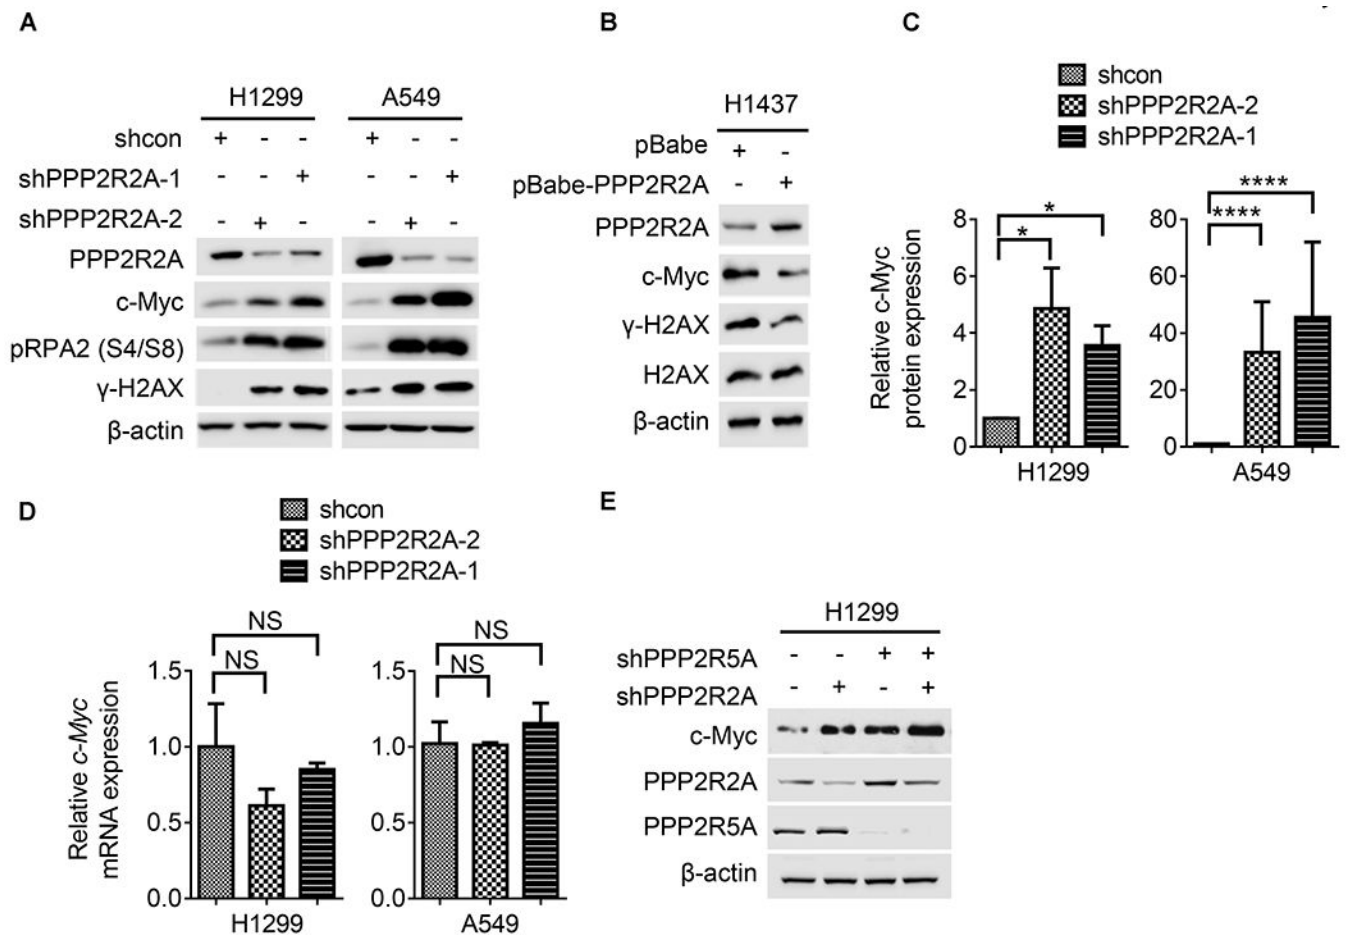 A
H1299 A549
shcon + - - + - -
shPPP2R2A-1 - - + - - +
shPPP2R2A-2 - + - - + -
PPP2R2A
c-Myc
pRPA2 (S4/S8)
γ-H2AX
β-actin
B
H1437
pBabe + -
pBabe-PPP2R2A - +
PPP2R2A
c-Myc
γ-H2AX
H2AX
β-actin
C
shcon
shPPP2R2A-2
shPPP2R2A-1
Relative c-Myc
protein expression
8
6
4
2
0
*
*
H1299
80
60
40
20
0
****
****
A549
D
shcon
shPPP2R2A-2
shPPP2R2A-1
Relative c-Myc
mRNA expression
NS
NS
1.5
1.0
0.5
0.0
H1299
NS
NS
1.5
1.0
0.5
0.0
A549
E
H1299
shPPP2R5A - - + +
shPPP2R2A - + - +
c-Myc
PPP2R2A
PPP2R5A
β-actin